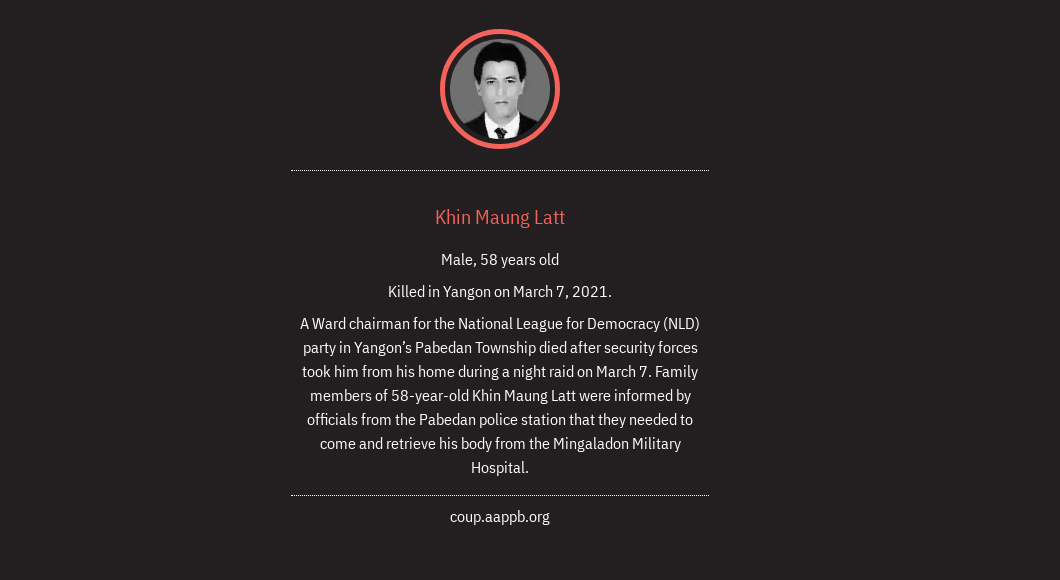 Khin Maung Latt
Male, 58 years old
Killed in Yangon on March 7, 2021.
A Ward chairman for the National League for Democracy (NLD)
party in Yangon’s Pabedan Township died after security forces
took him from his home during a night raid on March 7. Family
members of 58-year-old Khin Maung Latt were informed by
officials from the Pabedan police station that they needed to
come and retrieve his body from the Mingaladon Military
Hospital.
coup.aappb.org